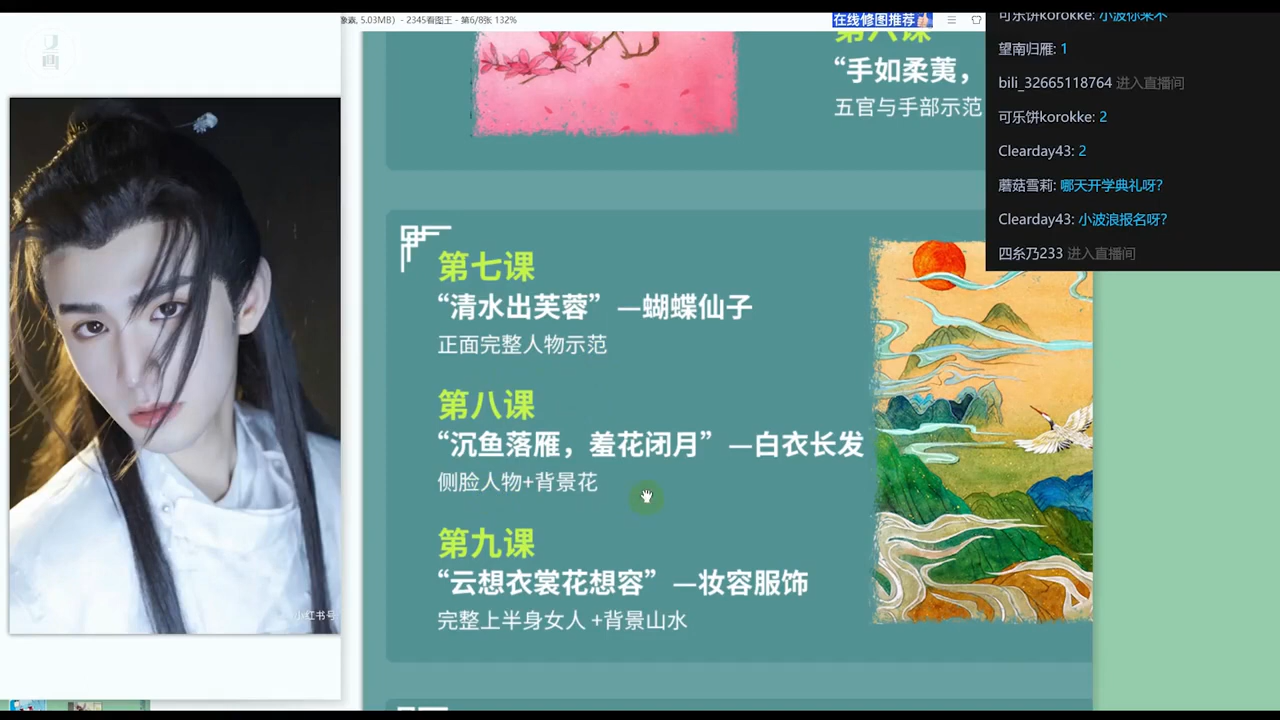 像素, 5.03MB） - 2345看图王 - 第6/8张 132%
在线修图推荐
第六课
“手如柔荑，
五官与手部示范
第七课
“清水出芙蓉” —蝴蝶仙子
正面完整人物示范
第八课
“沉鱼落雁，羞花闭月” —白衣长发
侧脸人物+背景花
第九课
“云想衣裳花想容” —妆容服饰
完整上半身女人 +背景山水
可乐饼korokke: 小波你来不
望南归雁: 1
bili_32665118764 进入直播间
可乐饼korokke: 2
Clearday43: 2
蘑菇雪莉: 哪天开学典礼呀?
Clearday43: 小波浪报名呀?
四糸乃233 进入直播间
小红书号